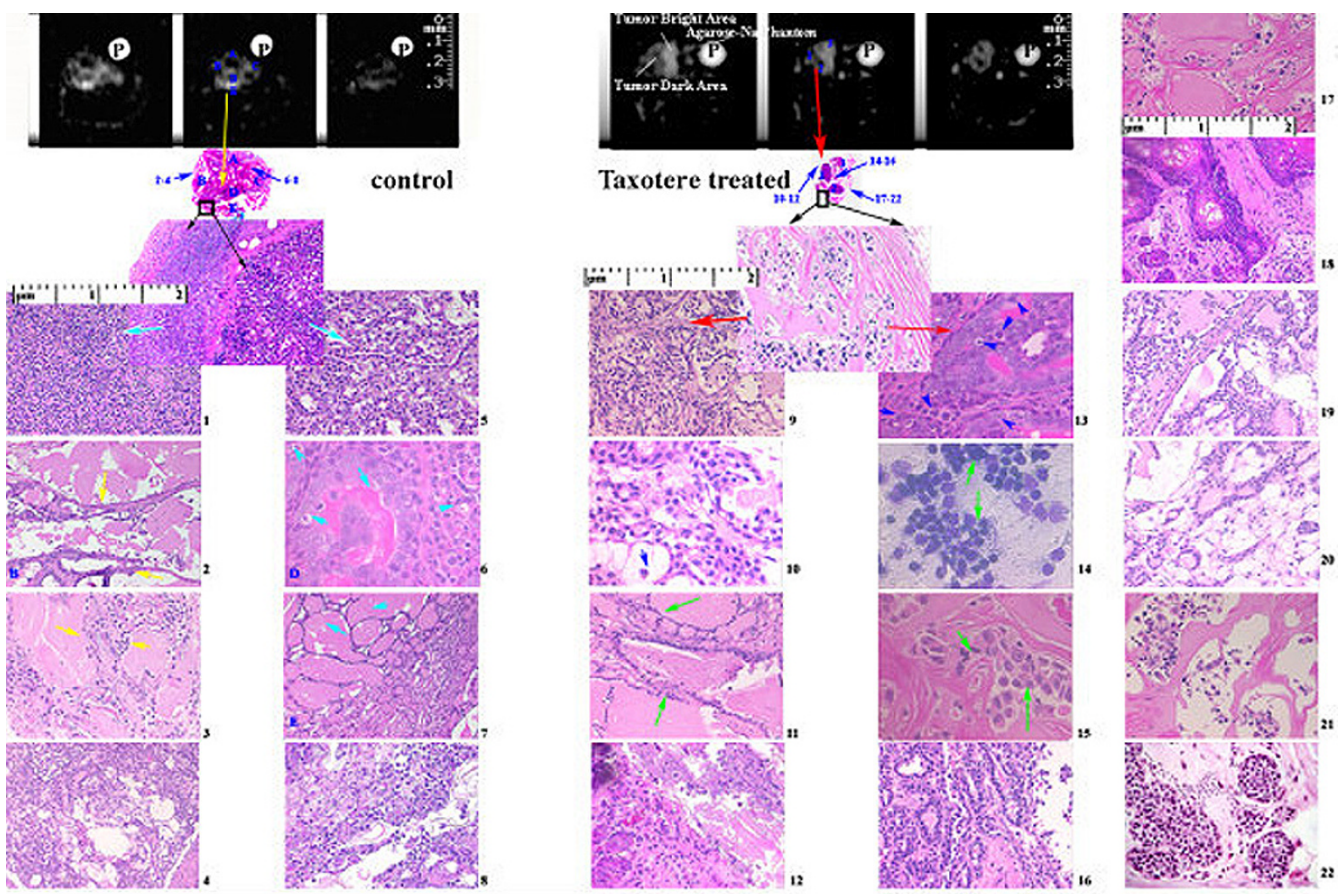 P
P
P
0
mm
.1
.2
.3
A
B
D
E
2-4
6-8
control
μm 1 2
1
5
B
2
D
6
3
E
7
4
8
Tumor Bright Area
Agarose-Na Phantom
Tumor Dark Area
P
P
P
0
mm
.1
.2
.3
Taxotere treated
14-16
10-12
17-22
μm 1 2
9
13
10
14
11
15
12
16
17
μm 1 2
18
19
20
21
22